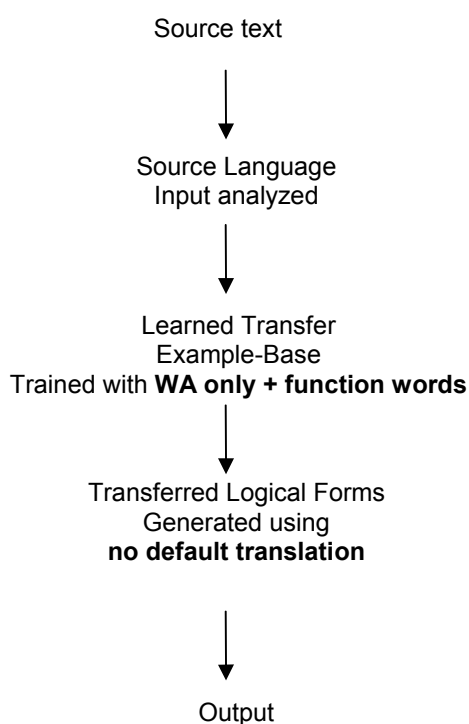 Source text
Source Language
Input analyzed
Learned Transfer
Example-Base
Trained with WA only + function words
Transferred Logical Forms
Generated using
no default translation
Output